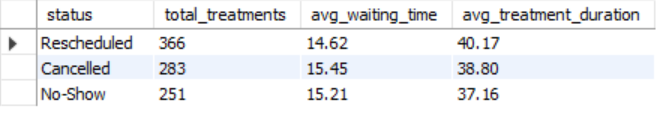 status total_treatments avg_waiting_time avg_treatment_duration
Rescheduled 366 14.62 40.17
Cancelled 283 15.45 38.80
No-Show 251 15.21 37.16